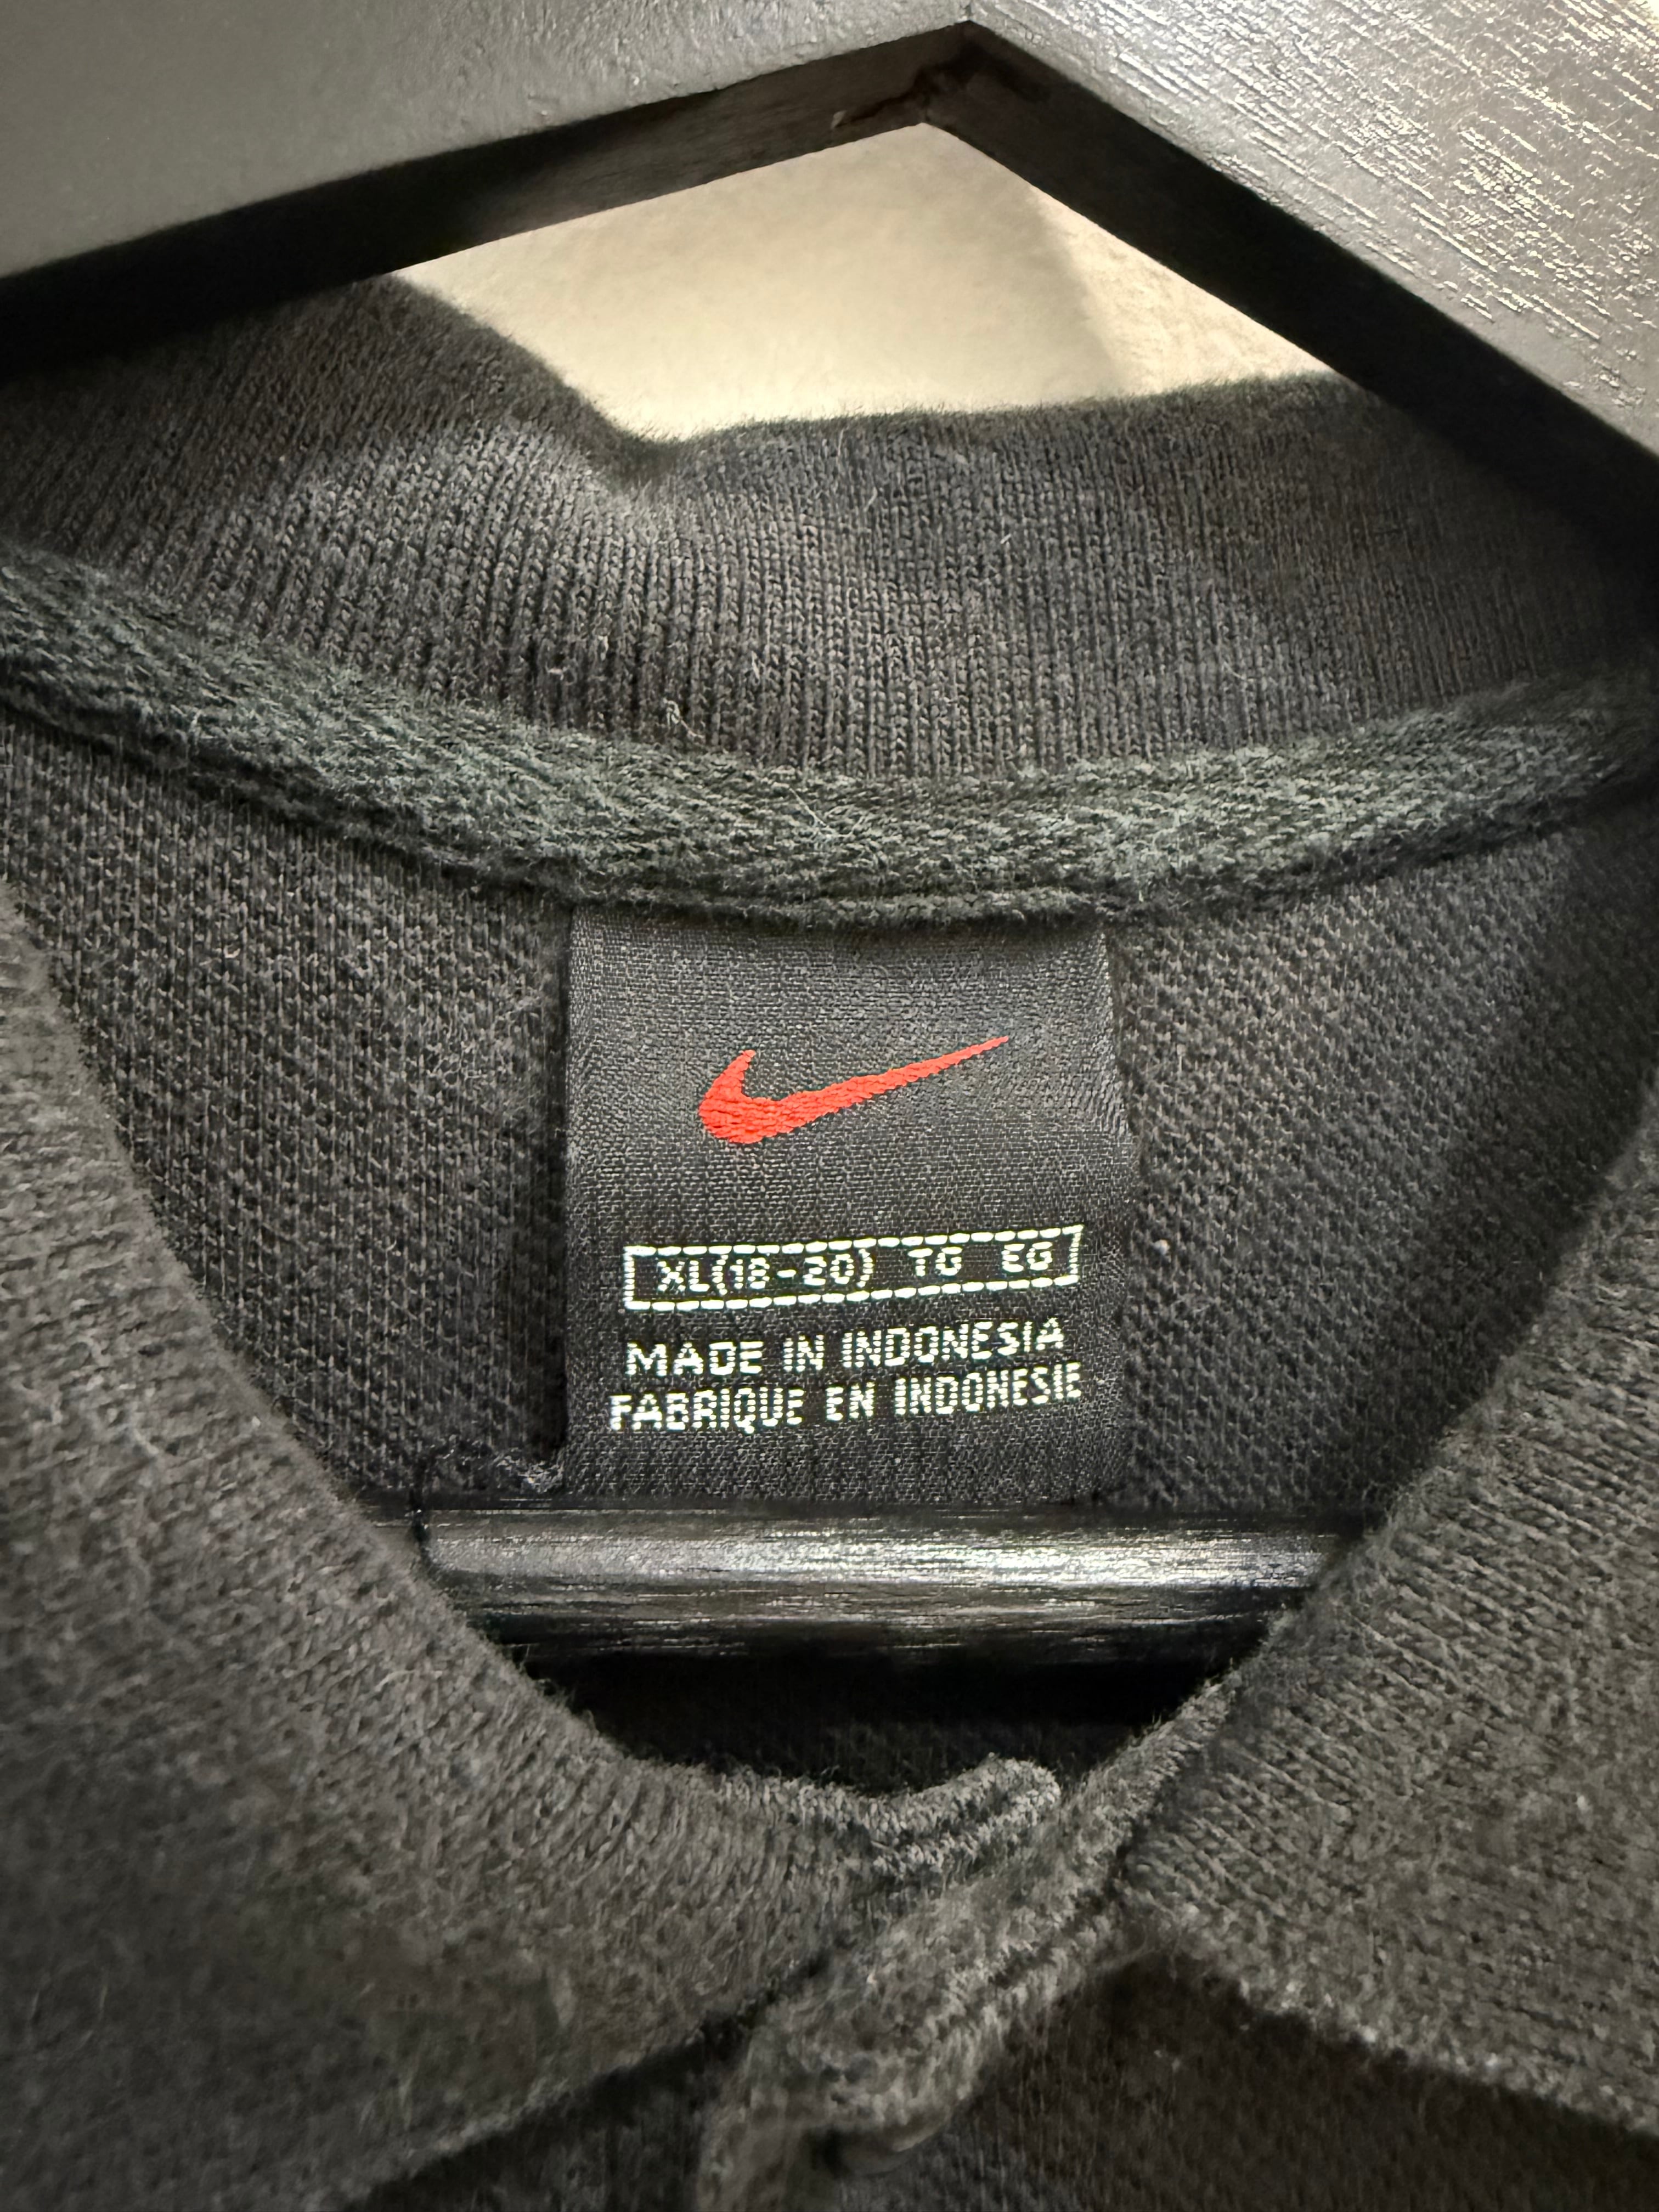 XL(18-20) TG EG
MADE IN INDONESIA
FABRIQUE EN INDONESIE